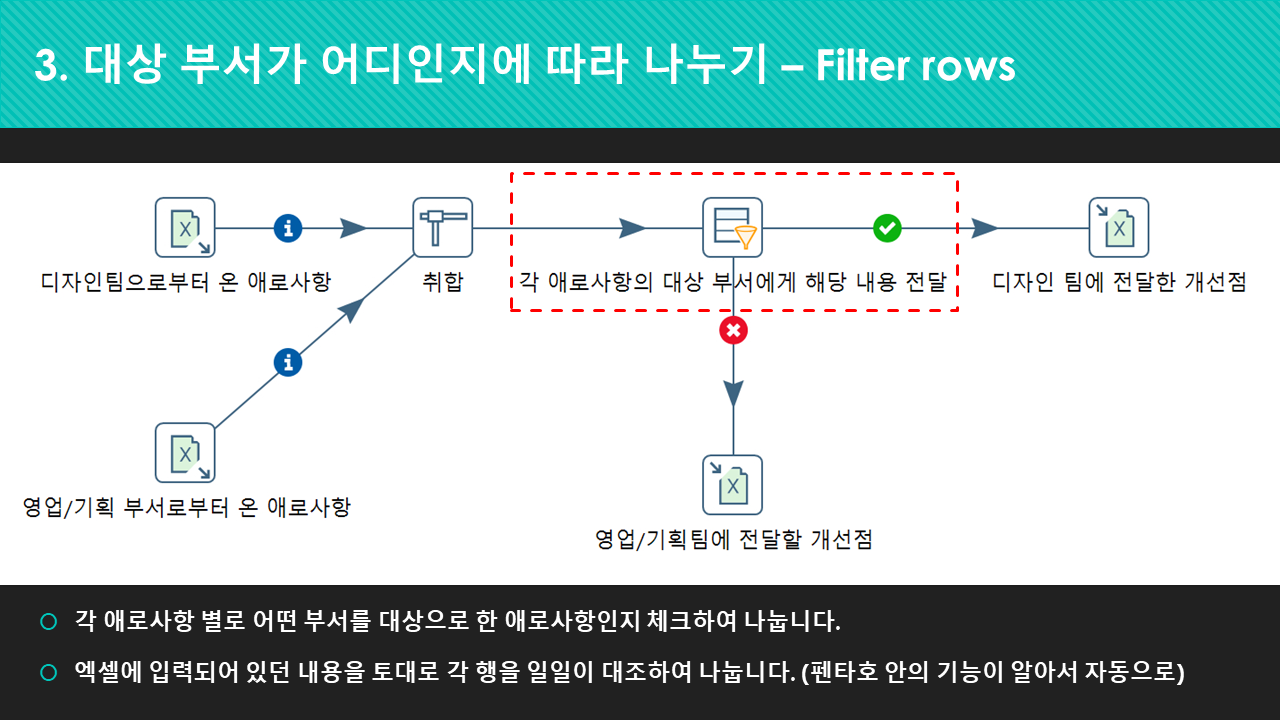 3. 대상 부서가 어디인지에 따라 나누기 – Filter rows
디자인팀으로부터 온 애로사항
취합
각 애로사항의 대상 부서에게 해당 내용 전달
디자인 팀에 전달한 개선점
영업/기획 부서로부터 온 애로사항
영업/기획팀에 전달할 개선점
각 애로사항 별로 어떤 부서를 대상으로 한 애로사항인지 체크하여 나눕니다.
엑셀에 입력되어 있던 내용을 토대로 각 행을 일일이 대조하여 나눕니다. (펜타호 안의 기능이 알아서 자동으로)